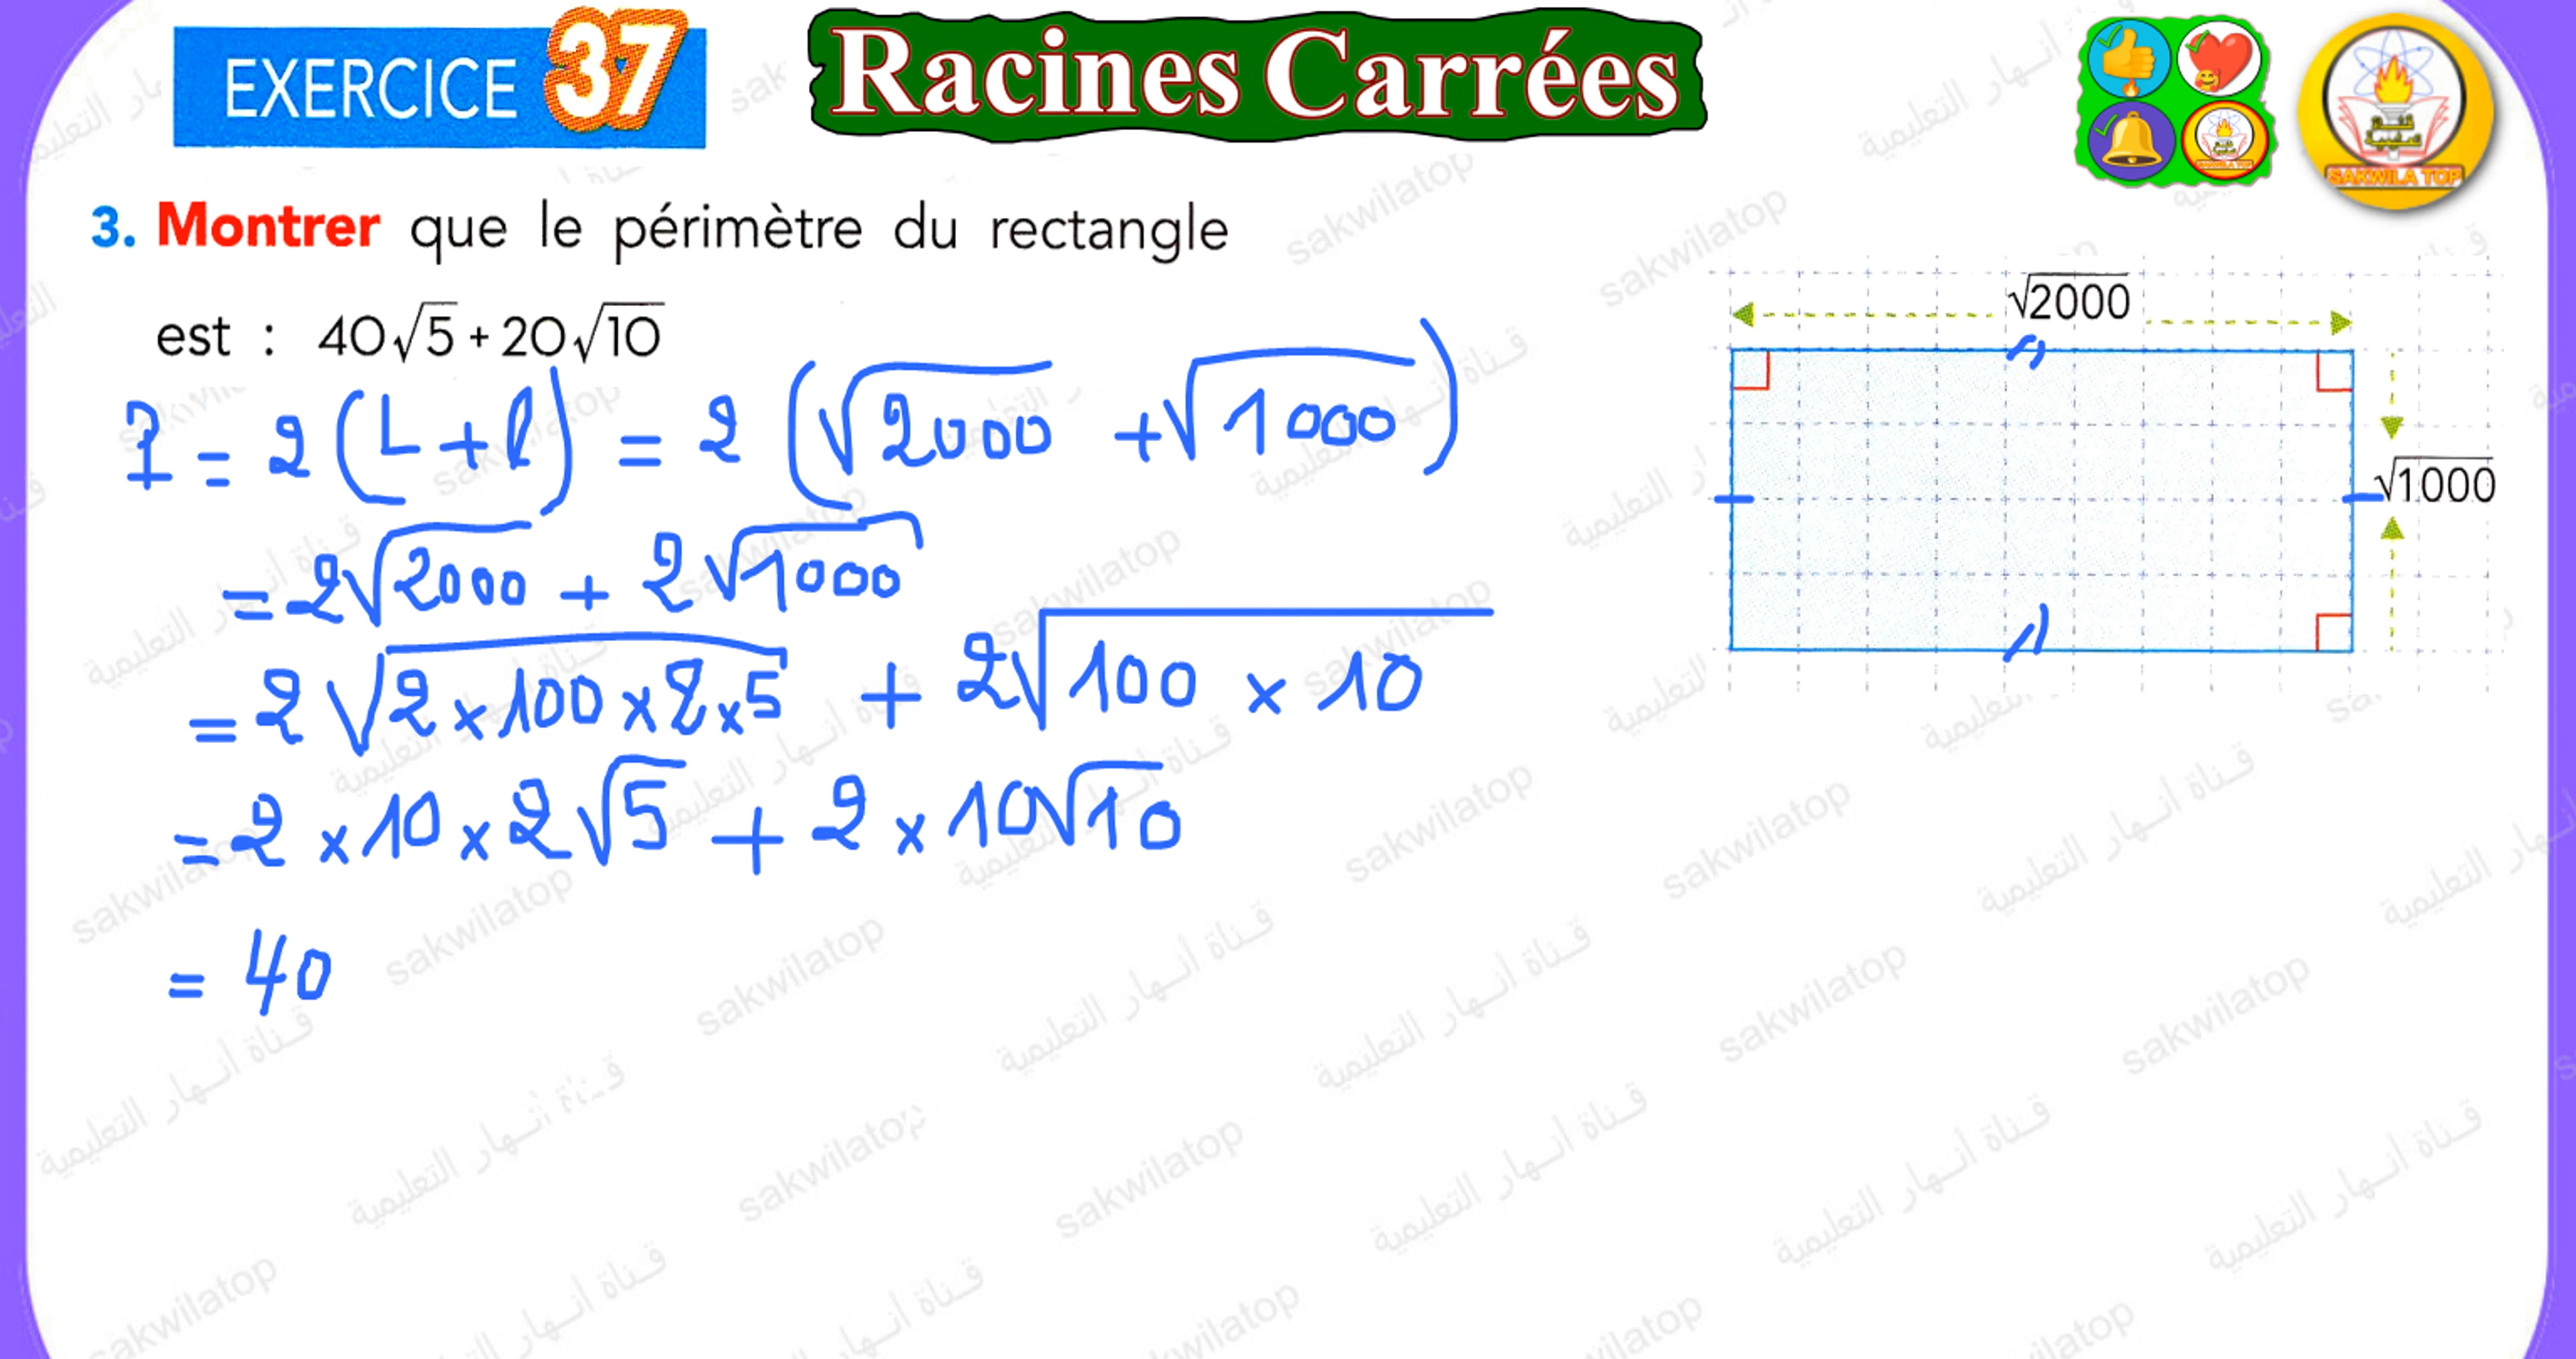 EXERCICE 37
Racines Carrées
SAKWILA TOP
3. Montrer que le périmètre du rectangle
est : 40√5 + 20√10
√2000
√1000
P = 2 (L + l) = 2 (√2000 + √1000)
= 2√2000 + 2√1000
= 2√2×100×2×5 + 2√100 × 10
= 2 × 10 × 2√5 + 2 × 10√10
= 40
sakwilatop
قناة أنهار التعليمية